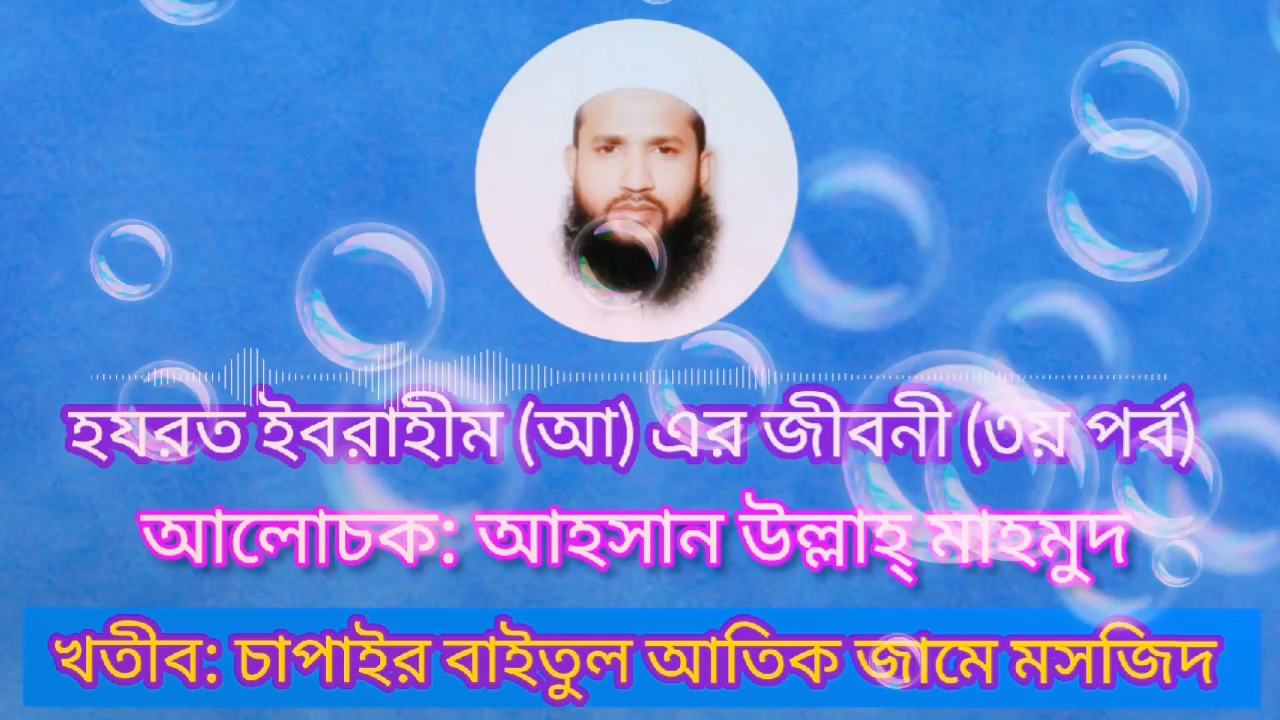 হযরত ইবরাহীম (আ) এর জীবনী (৩য় পর্ব)
আলোচক: আহসান উল্লাহ্ মাহমুদ
খতীব: চাপাইর বাইতুল আতিক জামে মসজিদ